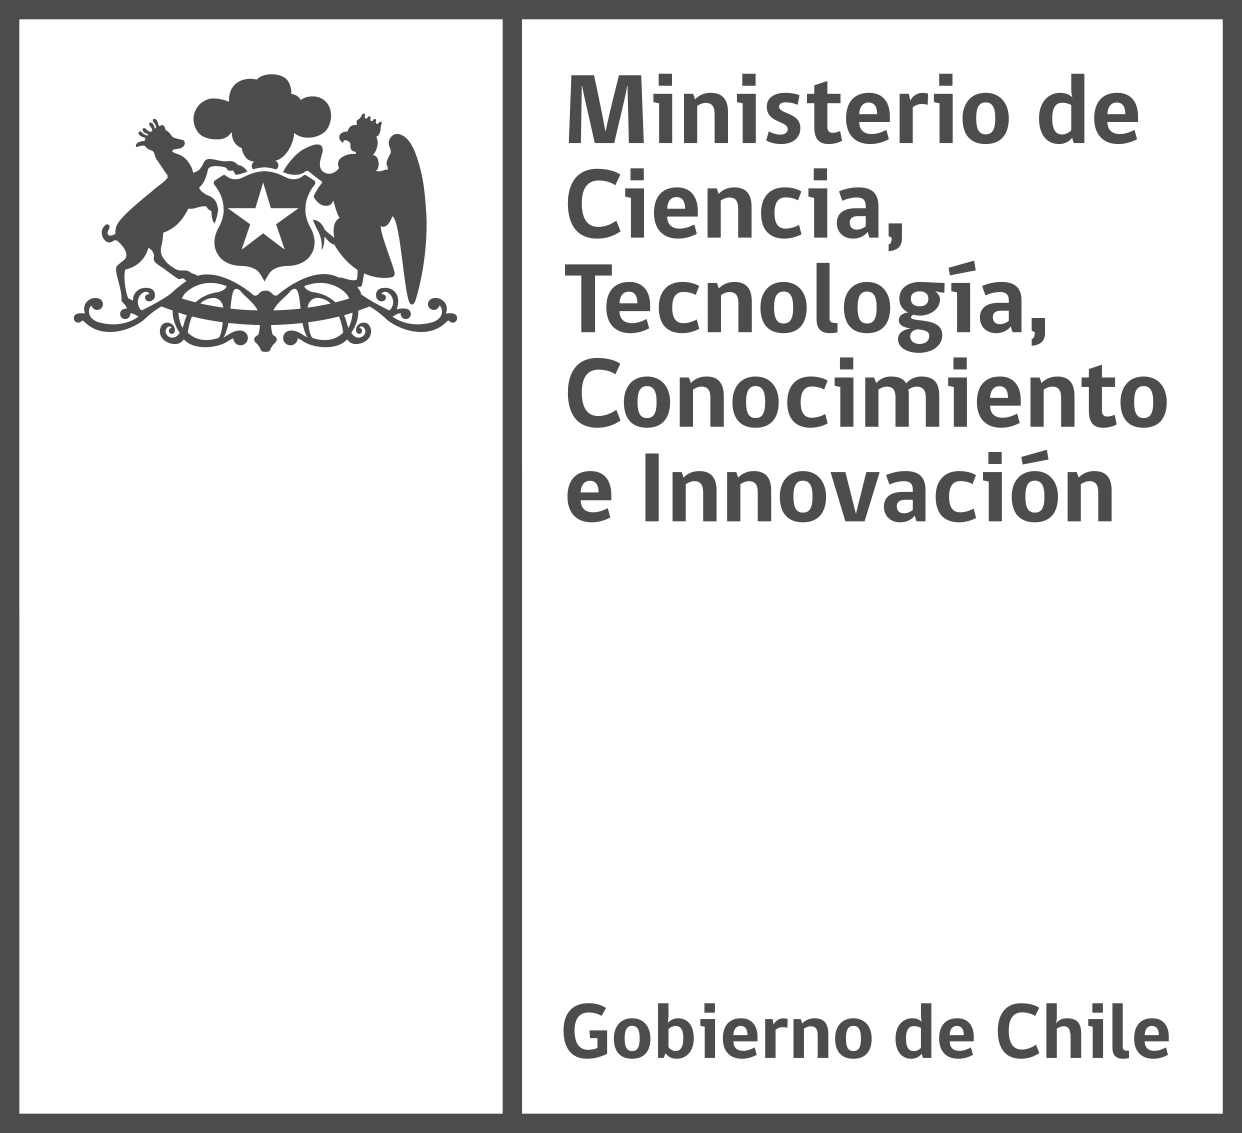 Ministerio de
Ciencia,
Tecnología,
Conocimiento
e Innovación
Gobierno de Chile